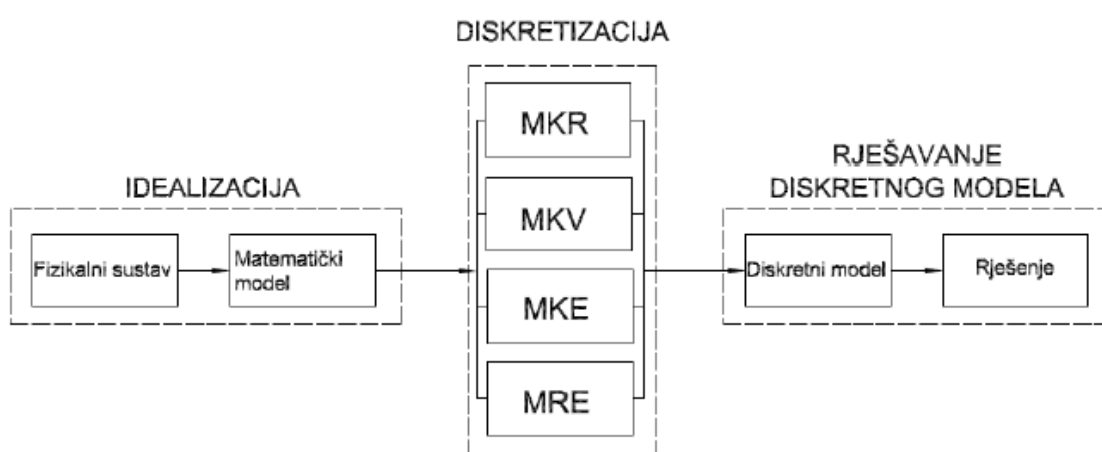 DISKRETIZACIJA
IDEALIZACIJA
Fizikalni sustav
Matematički
model
MKR
MKV
MKE
MRE
RJEŠAVANJE
DISKRETNOG MODELA
Diskretni model
Rješenje